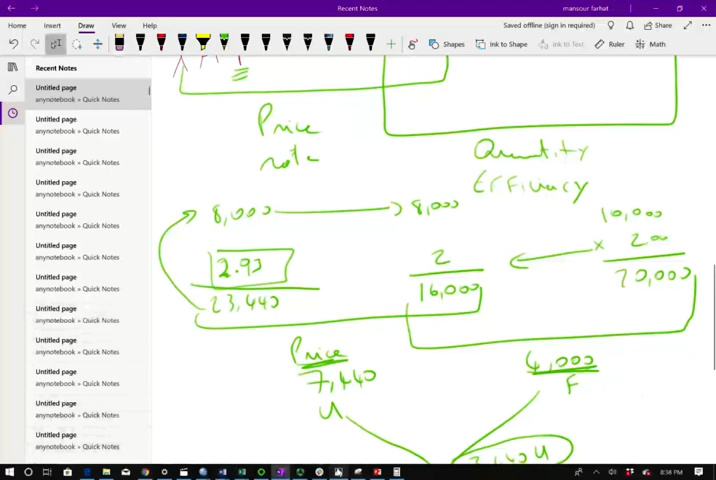 Recent Notes
mansour farhat
Home Insert Draw View Help
Saved offline (sign in required)
Share
Shapes
Ink to Shape
Ink to Text
Ruler
Math
Recent Notes
Untitled page
anynotebook » Quick Notes
Untitled page
anynotebook » Quick Notes
Untitled page
anynotebook » Quick Notes
Untitled page
anynotebook » Quick Notes
Untitled page
anynotebook » Quick Notes
Untitled page
anynotebook » Quick Notes
Untitled page
anynotebook » Quick Notes
Untitled page
anynotebook » Quick Notes
Untitled page
anynotebook » Quick Notes
Untitled page
anynotebook » Quick Notes
Untitled page
anynotebook » Quick Notes
Untitled page
anynotebook » Quick Notes
Price
rate
Quantity
Efficiency
8,000
8,000
10,000
2.93
2
x 2.00
23,440
16,000
20,000
Price
7,440
U
4,000
F
3,440 U
8:38 PM